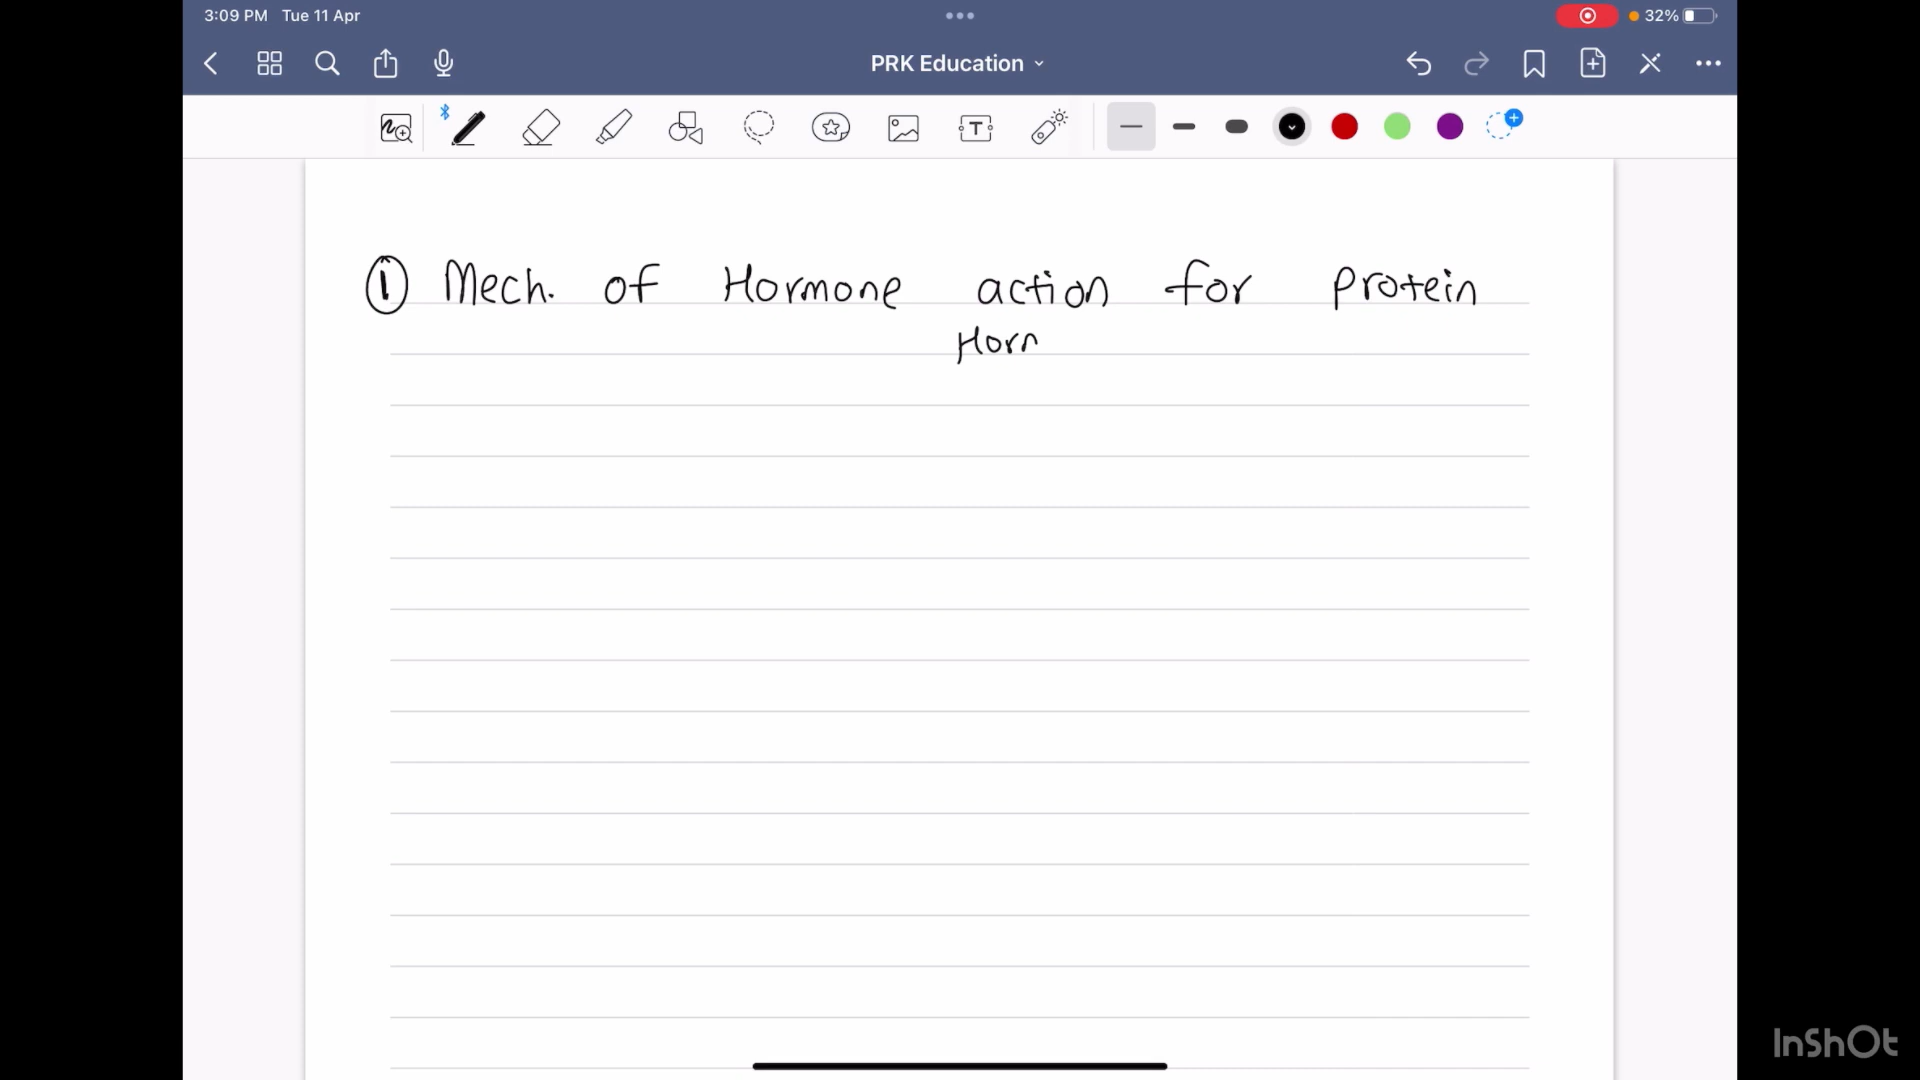 3:09 PM Tue 11 Apr
32%
PRK Education
T
① Mech. of Hormone action for protein
Horn
InShOt